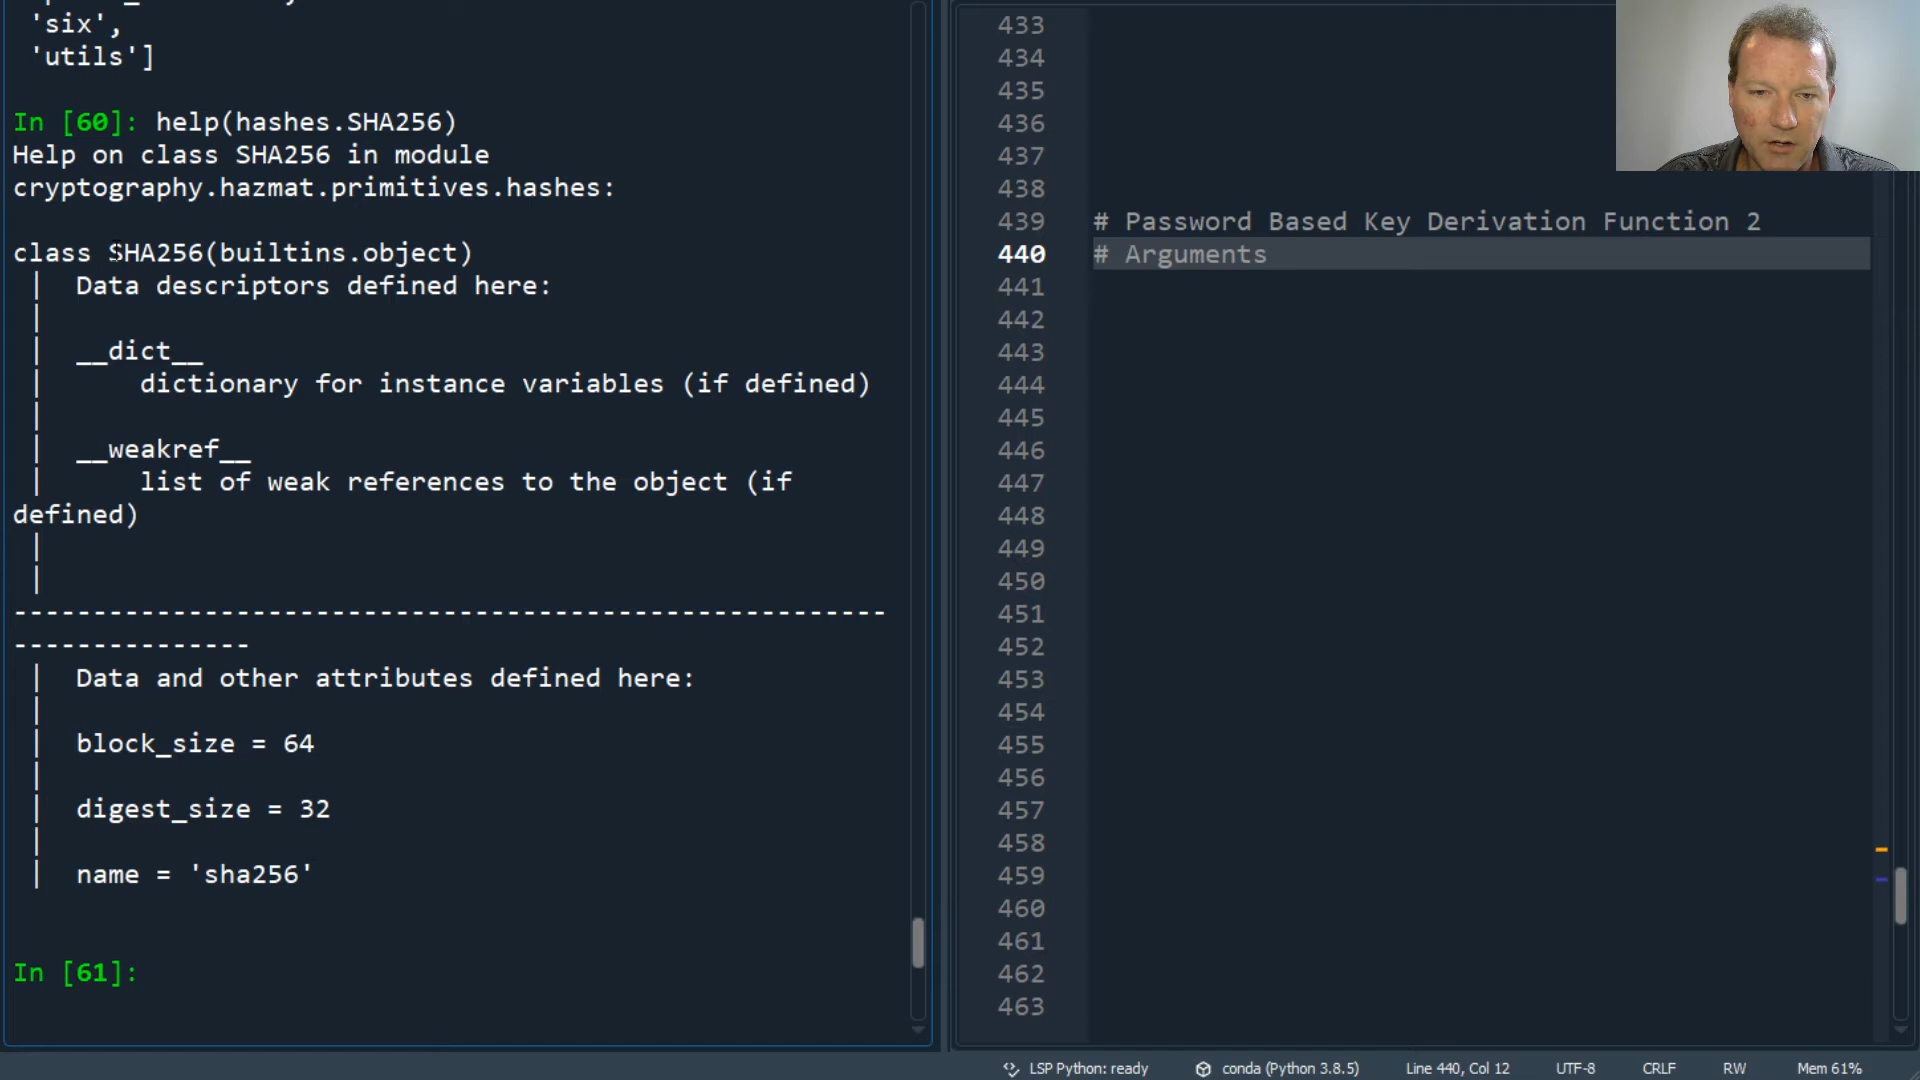 'six',
'utils']
In [60]: help(hashes.SHA256)
Help on class SHA256 in module
cryptography.hazmat.primitives.hashes:
class SHA256(builtins.object)
| Data descriptors defined here:
|
| __dict__
| dictionary for instance variables (if defined)
|
| __weakref__
| list of weak references to the object (if
defined)
|
|
-------------------------------------------------------
---------------
| Data and other attributes defined here:
|
| block_size = 64
|
| digest_size = 32
|
| name = 'sha256'
In [61]:
433
434
435
436
437
438
439 # Password Based Key Derivation Function 2
440 # Arguments
441
442
443
444
445
446
447
448
449
450
451
452
453
454
455
456
457
458
459
460
461
462
463
LSP Python: ready conda (Python 3.8.5) Line 440, Col 12 UTF-8 CRLF RW Mem 61%